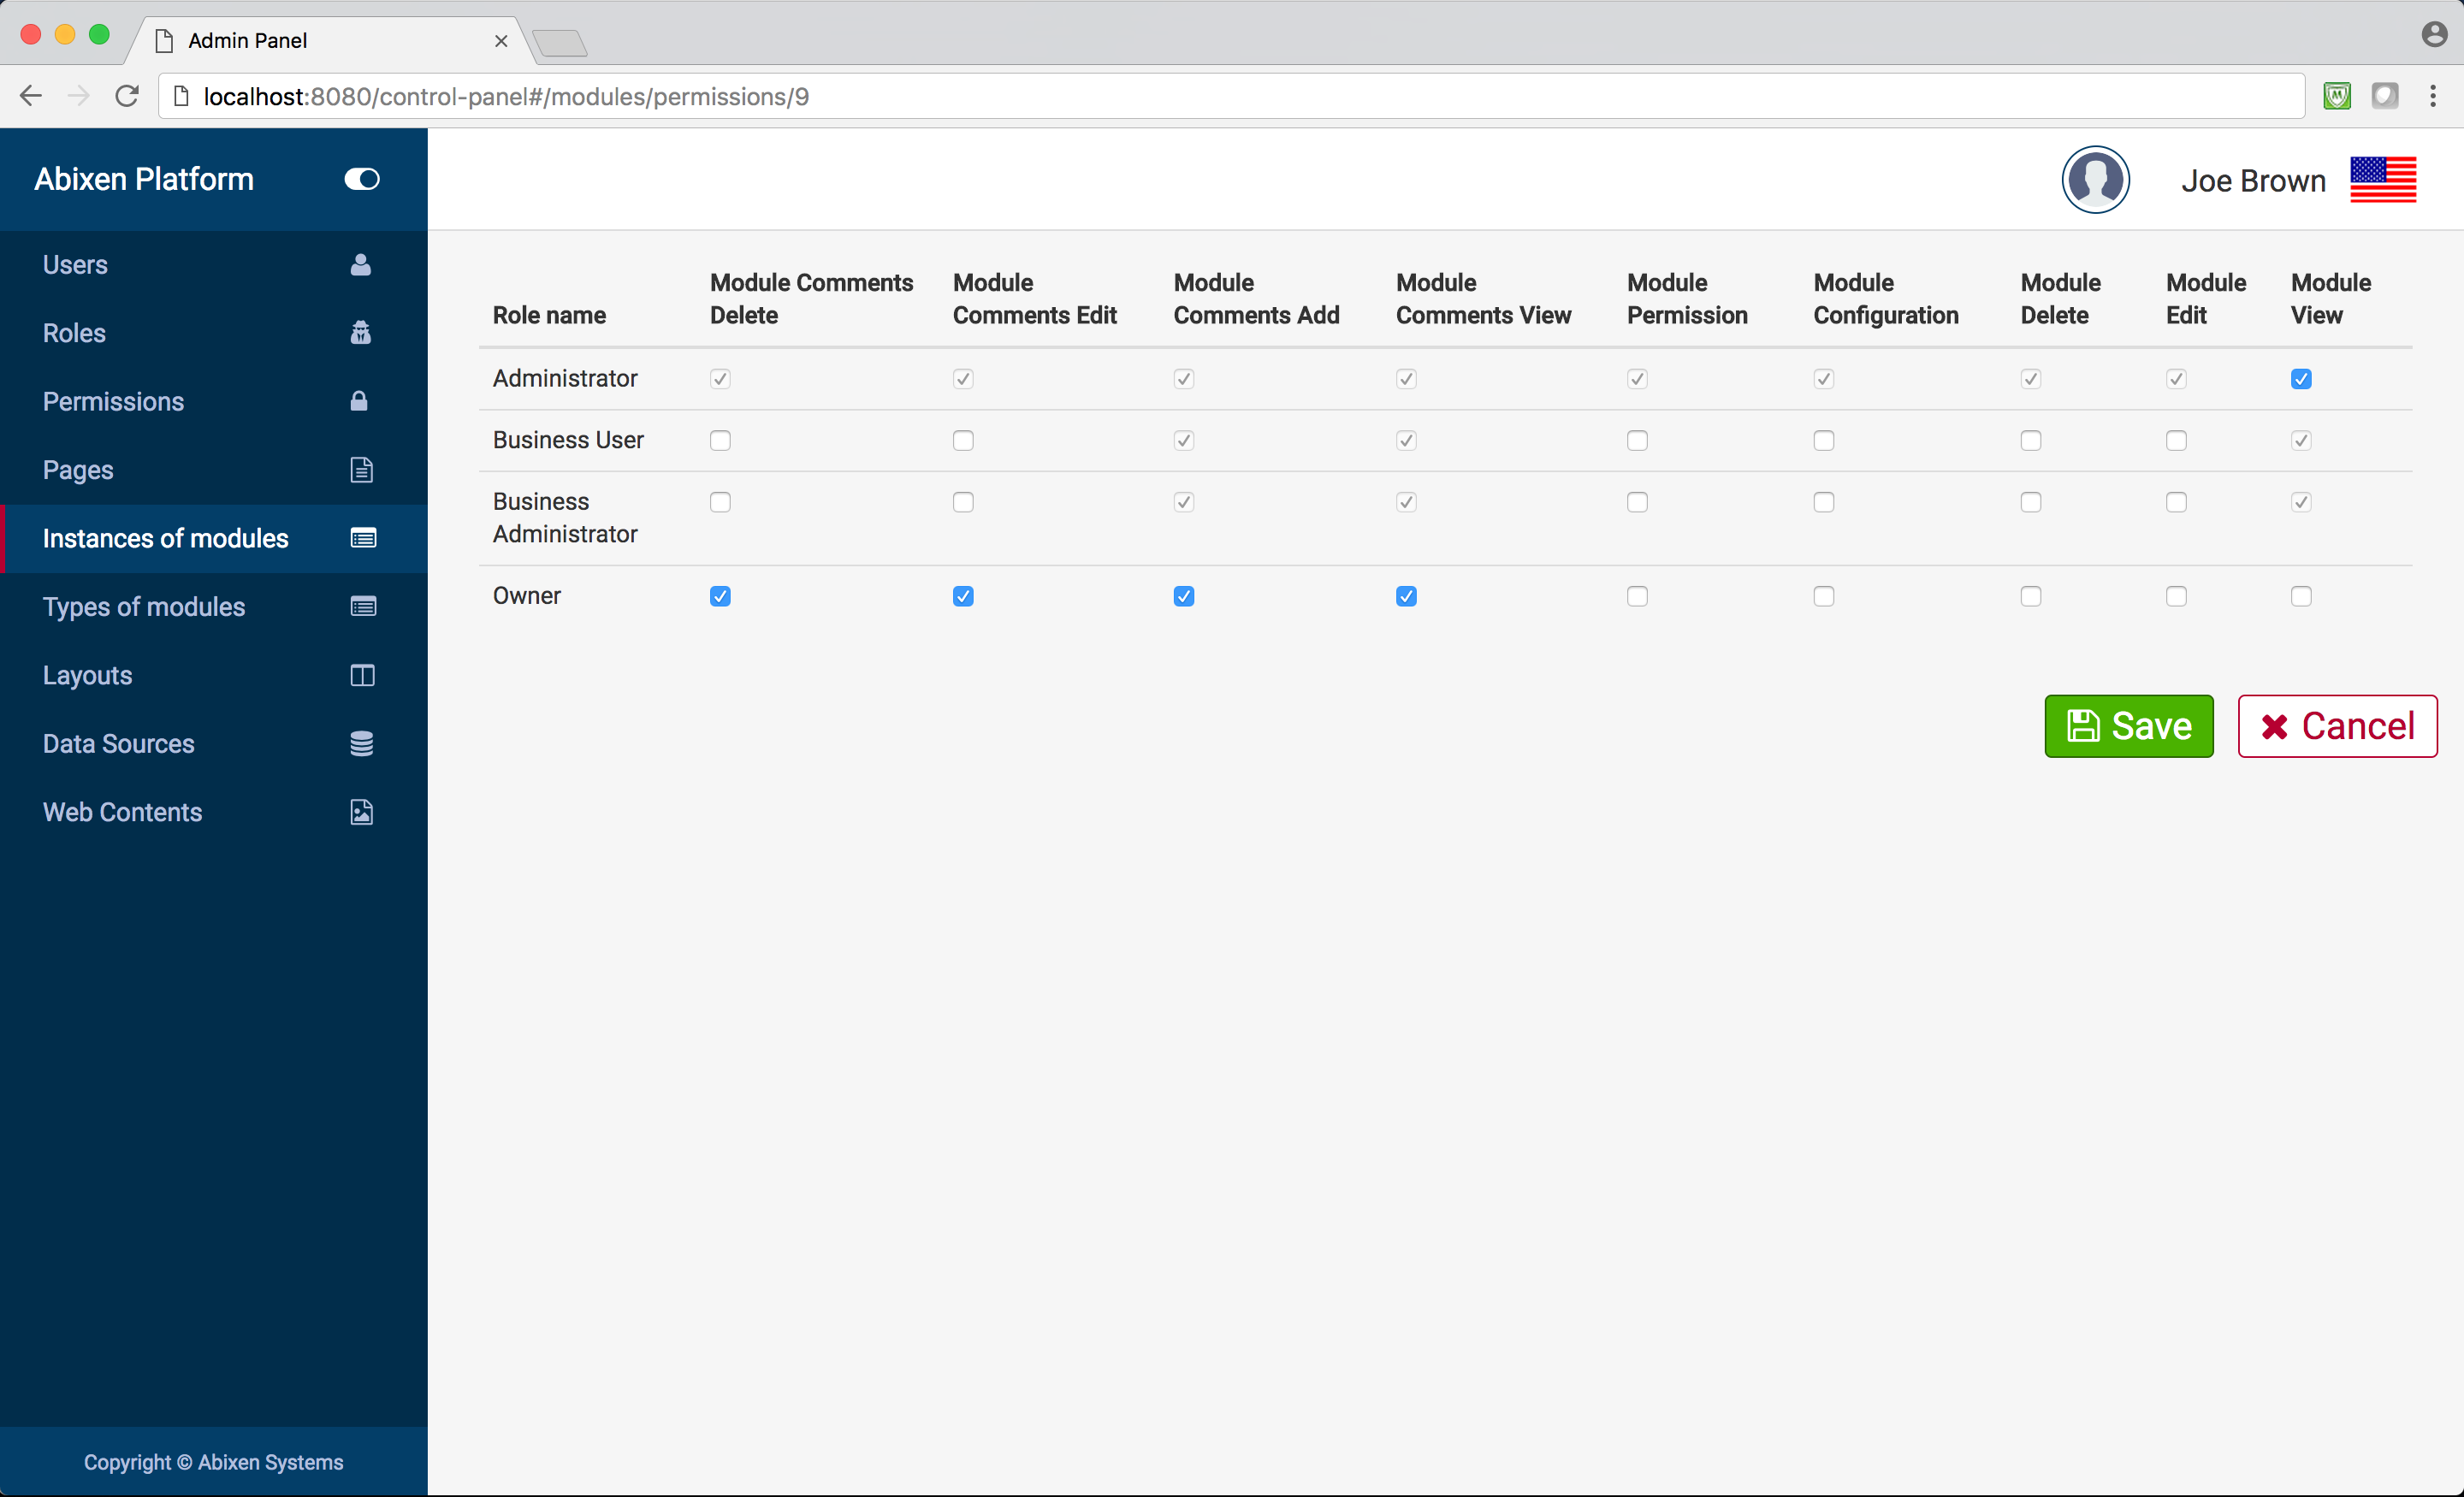 Admin Panel
localhost:8080/control-panel#/modules/permissions/9
Abixen Platform
Joe Brown
Users
Roles
Permissions
Pages
Instances of modules
Types of modules
Layouts
Data Sources
Web Contents
Copyright © Abixen Systems
Role name
Module Comments
Delete
Module
Comments Edit
Module
Comments Add
Module
Comments View
Module
Permission
Module
Configuration
Module
Delete
Module
Edit
Module
View
Administrator
Business User
Business
Administrator
Owner
Save
Cancel